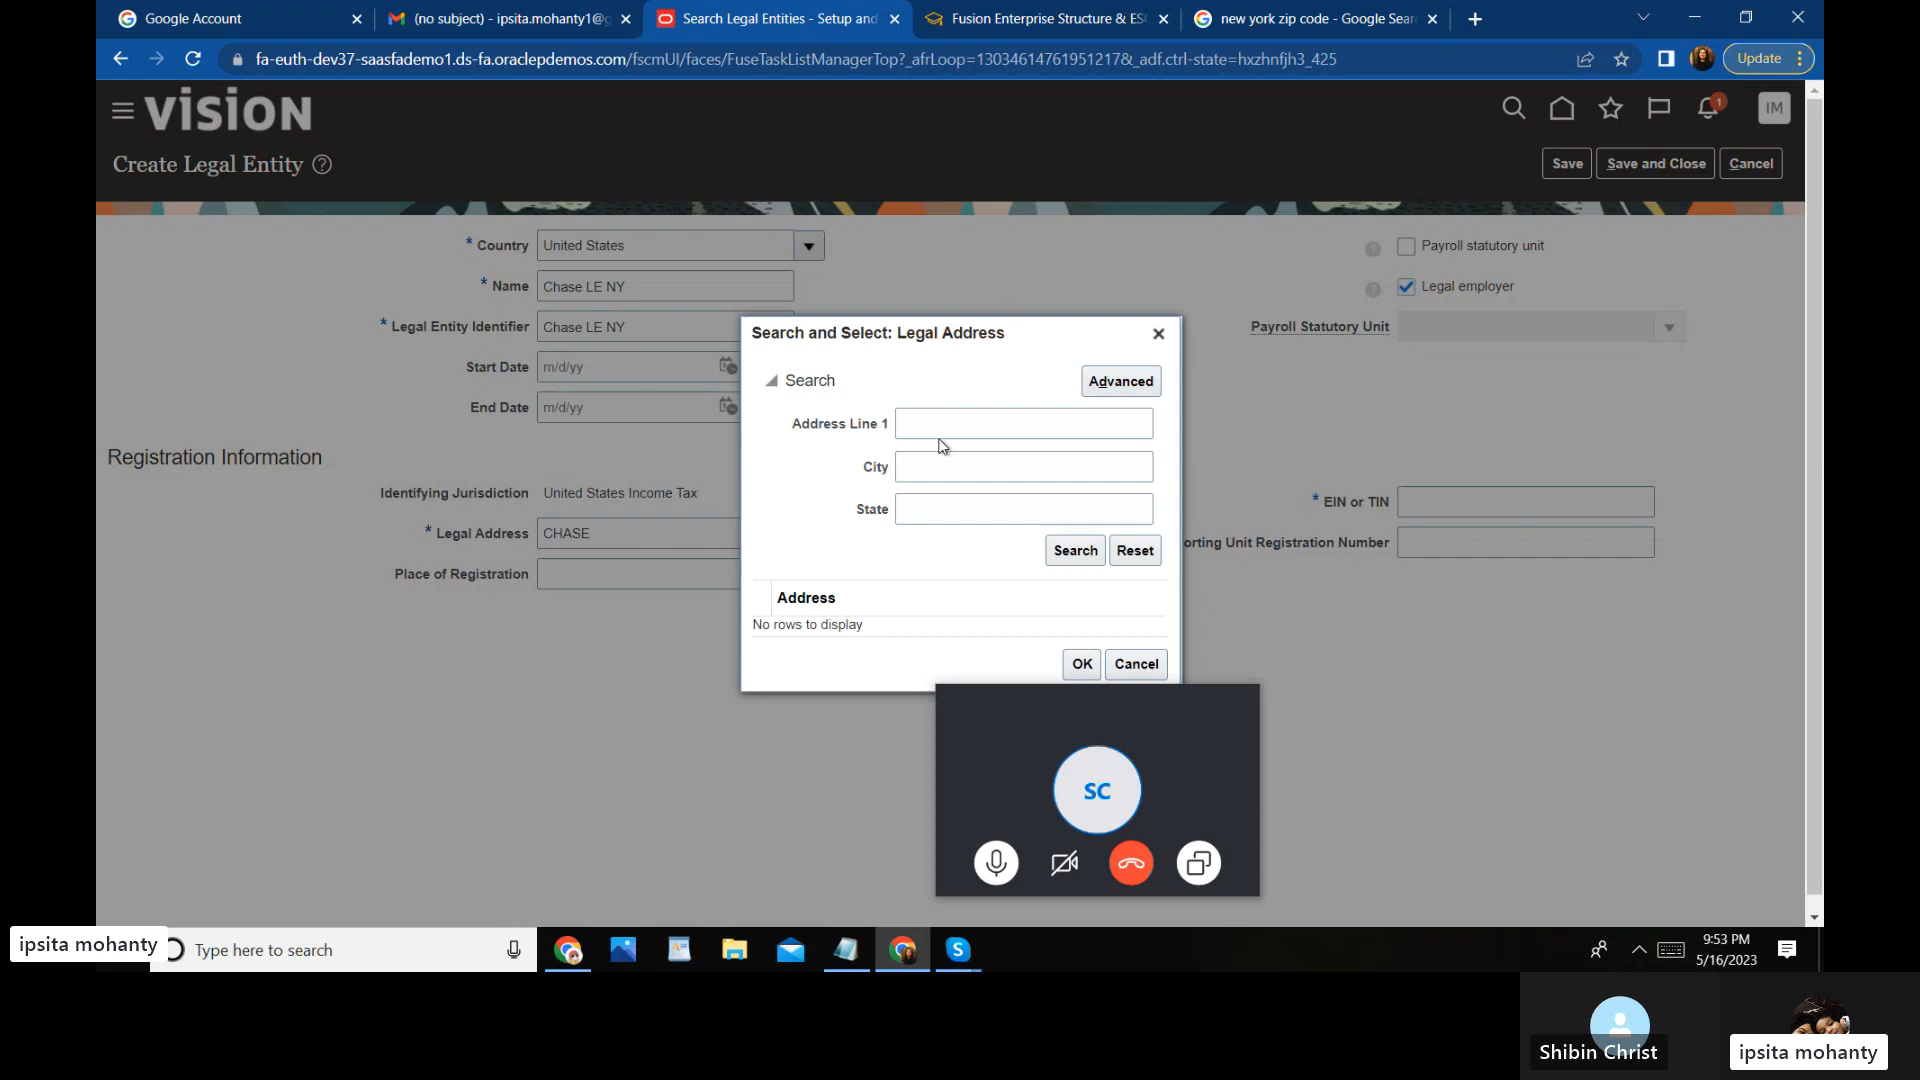 Google Account
(no subject) - ipsita.mohanty1@g
Search Legal Entities - Setup and
Fusion Enterprise Structure & ES
new york zip code - Google Sear
fa-euth-dev37-saasfademo1.ds-fa.oraclepdemos.com/fscmUI/faces/FuseTaskListManagerTop?_afrLoop=13034614761951217&_adf.ctrl-state=hxzhnfjh3_425
Update
VISION
1
IM
Create Legal Entity ?
Save
Save and Close
Cancel
* Country United States
Payroll statutory unit
* Name Chase LE NY
Legal employer
* Legal Entity Identifier Chase LE NY
Payroll Statutory Unit
Start Date m/d/yy
End Date m/d/yy
Registration Information
Identifying Jurisdiction United States Income Tax
* EIN or TIN
* Legal Address CHASE
orting Unit Registration Number
Place of Registration
Search and Select: Legal Address
Search
Advanced
Address Line 1
City
State
Search
Reset
Address
No rows to display
OK
Cancel
SC
ipsita mohanty
Type here to search
9:53 PM
5/16/2023
Shibin Christ
ipsita mohanty